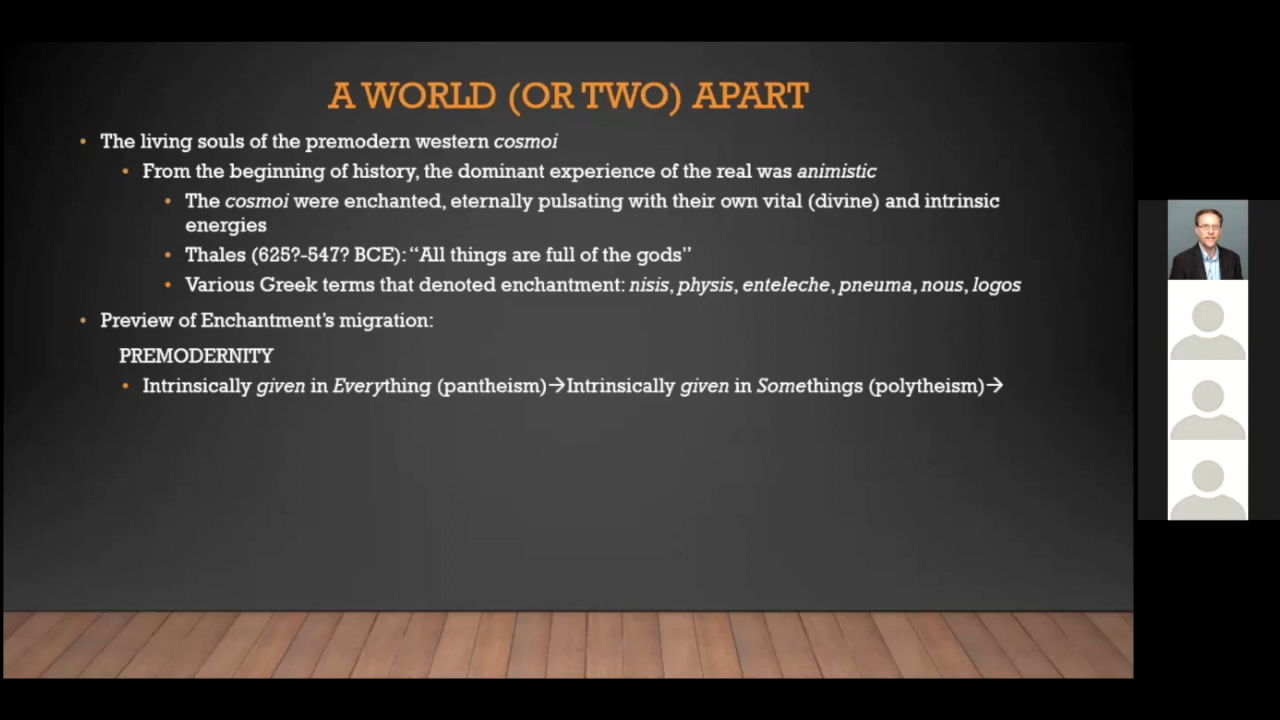 A WORLD (OR TWO) APART
• The living souls of the premodern western cosmoi
• From the beginning of history, the dominant experience of the real was animistic
• The cosmoi were enchanted, eternally pulsating with their own vital (divine) and intrinsic
energies
• Thales (625?-547? BCE): “All things are full of the gods”
• Various Greek terms that denoted enchantment: nisis, physis, enteleche, pneuma, nous, logos
• Preview of Enchantment’s migration:
PREMODERNITY
• Intrinsically given in Everything (pantheism)→Intrinsically given in Somethings (polytheism)→